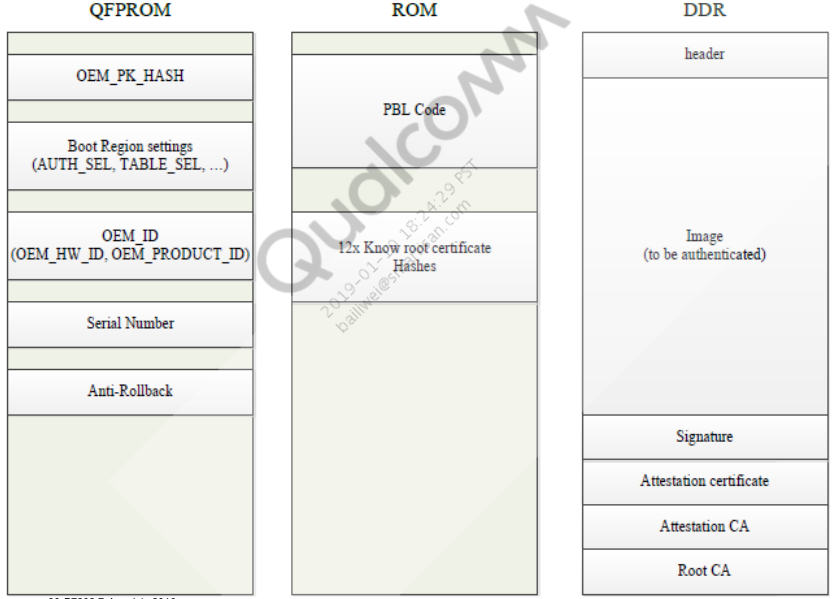 QFPROM
OEM_PK_HASH
Boot Region settings
(AUTH_SEL, TABLE_SEL, …)
OEM_ID
(OEM_HW_ID, OEM_PRODUCT_ID)
Serial Number
Anti-Rollback
ROM
PBL Code
12x Know root certificate
Hashes
DDR
header
Image
(to be authenticated)
Signature
Attestation certificate
Attestation CA
Root CA
Qualcomm
18:24:29 PST